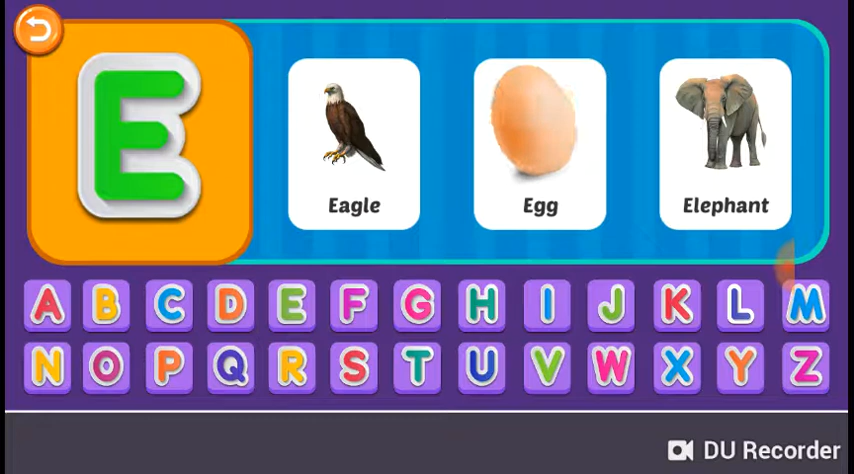 E
Eagle Egg Elephant
A B C D E F G H I J K L M
N O P Q R S T U V W X Y Z
DU Recorder